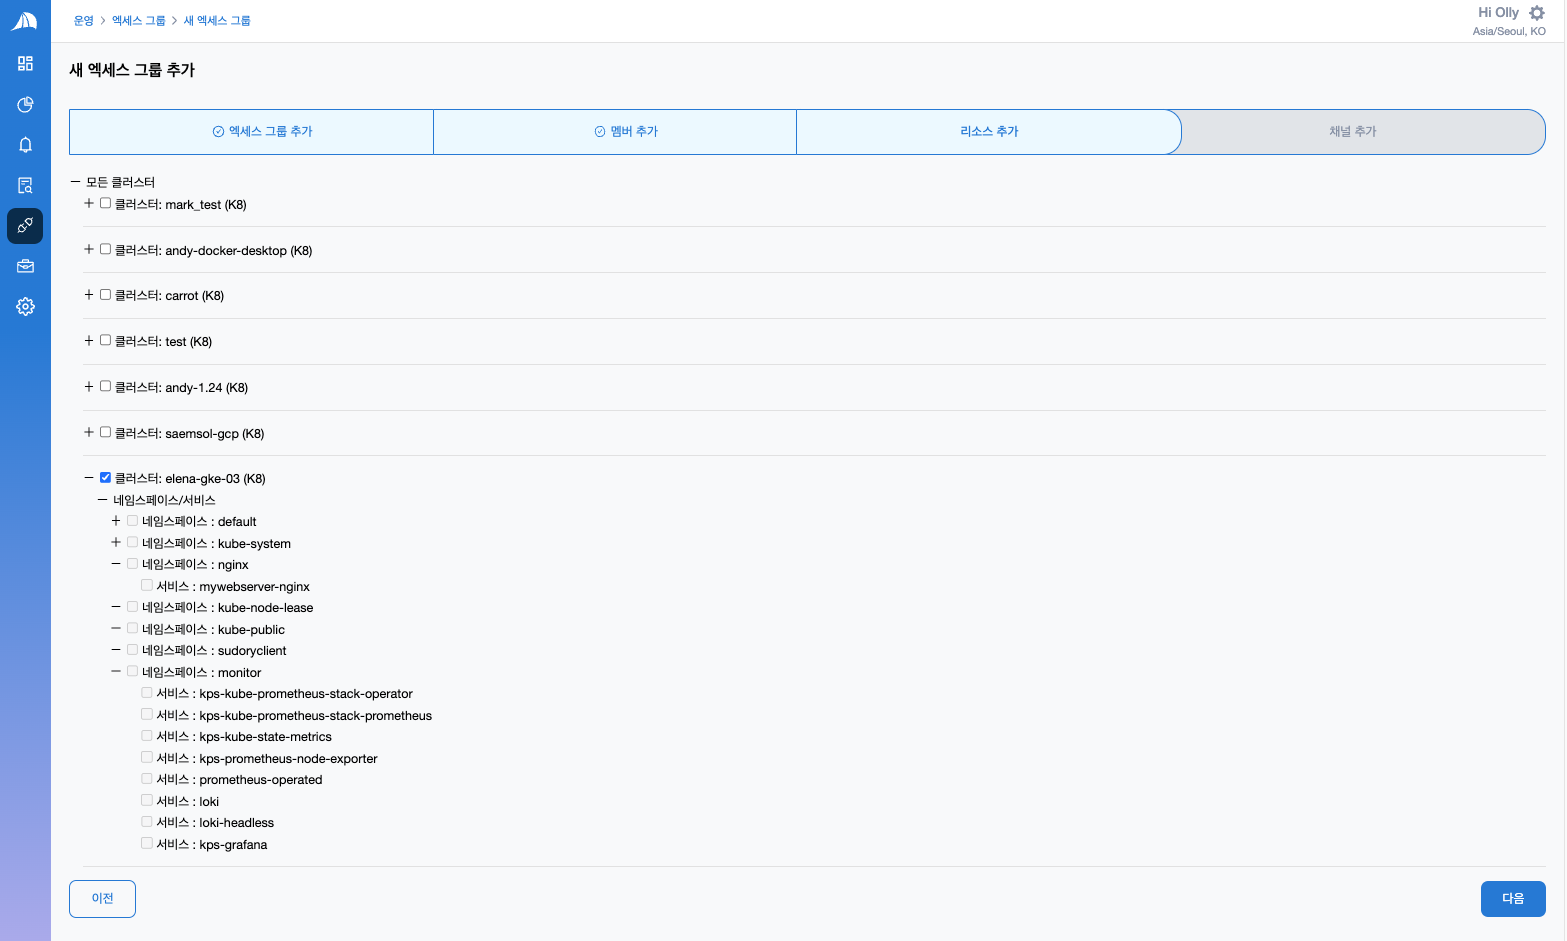 운영 > 엑세스 그룹 > 새 엑세스 그룹
Hi Olly
Asia/Seoul, KO
새 엑세스 그룹 추가
엑세스 그룹 추가
멤버 추가
리소스 추가
채널 추가
모든 클러스터
클러스터: mark_test (K8)
클러스터: andy-docker-desktop (K8)
클러스터: carrot (K8)
클러스터: test (K8)
클러스터: andy-1.24 (K8)
클러스터: saemsol-gcp (K8)
클러스터: elena-gke-03 (K8)
네임스페이스/서비스
네임스페이스 : default
네임스페이스 : kube-system
네임스페이스 : nginx
서비스 : mywebserver-nginx
네임스페이스 : kube-node-lease
네임스페이스 : kube-public
네임스페이스 : sudoryclient
네임스페이스 : monitor
서비스 : kps-kube-prometheus-stack-operator
서비스 : kps-kube-prometheus-stack-prometheus
서비스 : kps-kube-state-metrics
서비스 : kps-prometheus-node-exporter
서비스 : prometheus-operated
서비스 : loki
서비스 : loki-headless
서비스 : kps-grafana
이전
다음